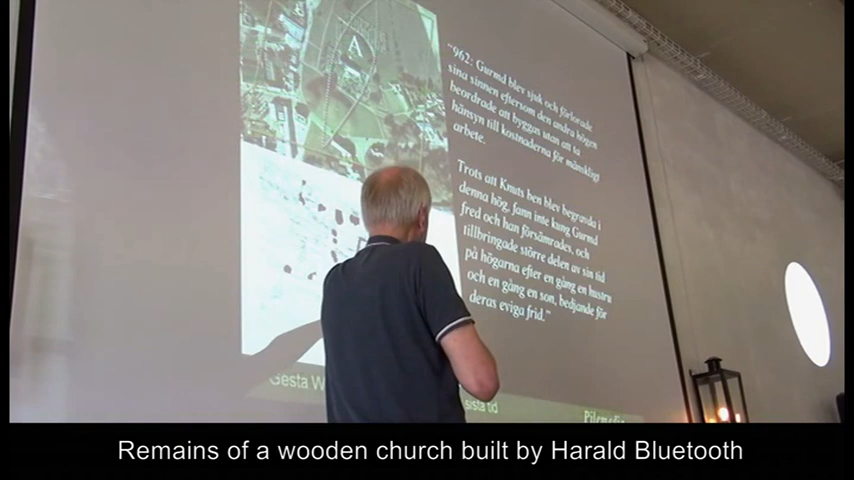 "962: Gurmd blev sjuk och förlorade
sina sinnen eftersom den andra högen
beordrade att byggas utan att ta
hänsyn till kostnaderna för mänskligt
arbete.
Trots att Knuts ben blev begravda i
denna hög, fann inte kung Gurmd
fred och han försämrades, och
tillbringade större delen av sin tid
på högarna efter en gång en hustru
och en gång en son, bedjande för
deras eviga frid."
Gesta W
sista tid
Remains of a wooden church built by Harald Bluetooth